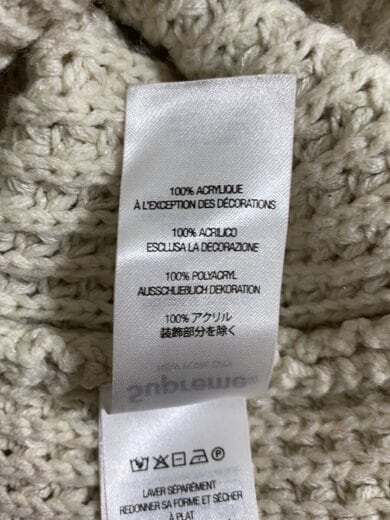 100% ACRYLIQUE
À L'EXCEPTION DES DÉCORATIONS
100% ACRILICO
ESCLUSA LA DECORAZIONE
100% POLYACRYL
AUSSCHLIEßLICH DEKORATION
100% アクリル
装飾部分を除く
Supreme
LAVER SÉPARÉMENT
REDONNER SA FORME ET SÉCHER
À PLAT